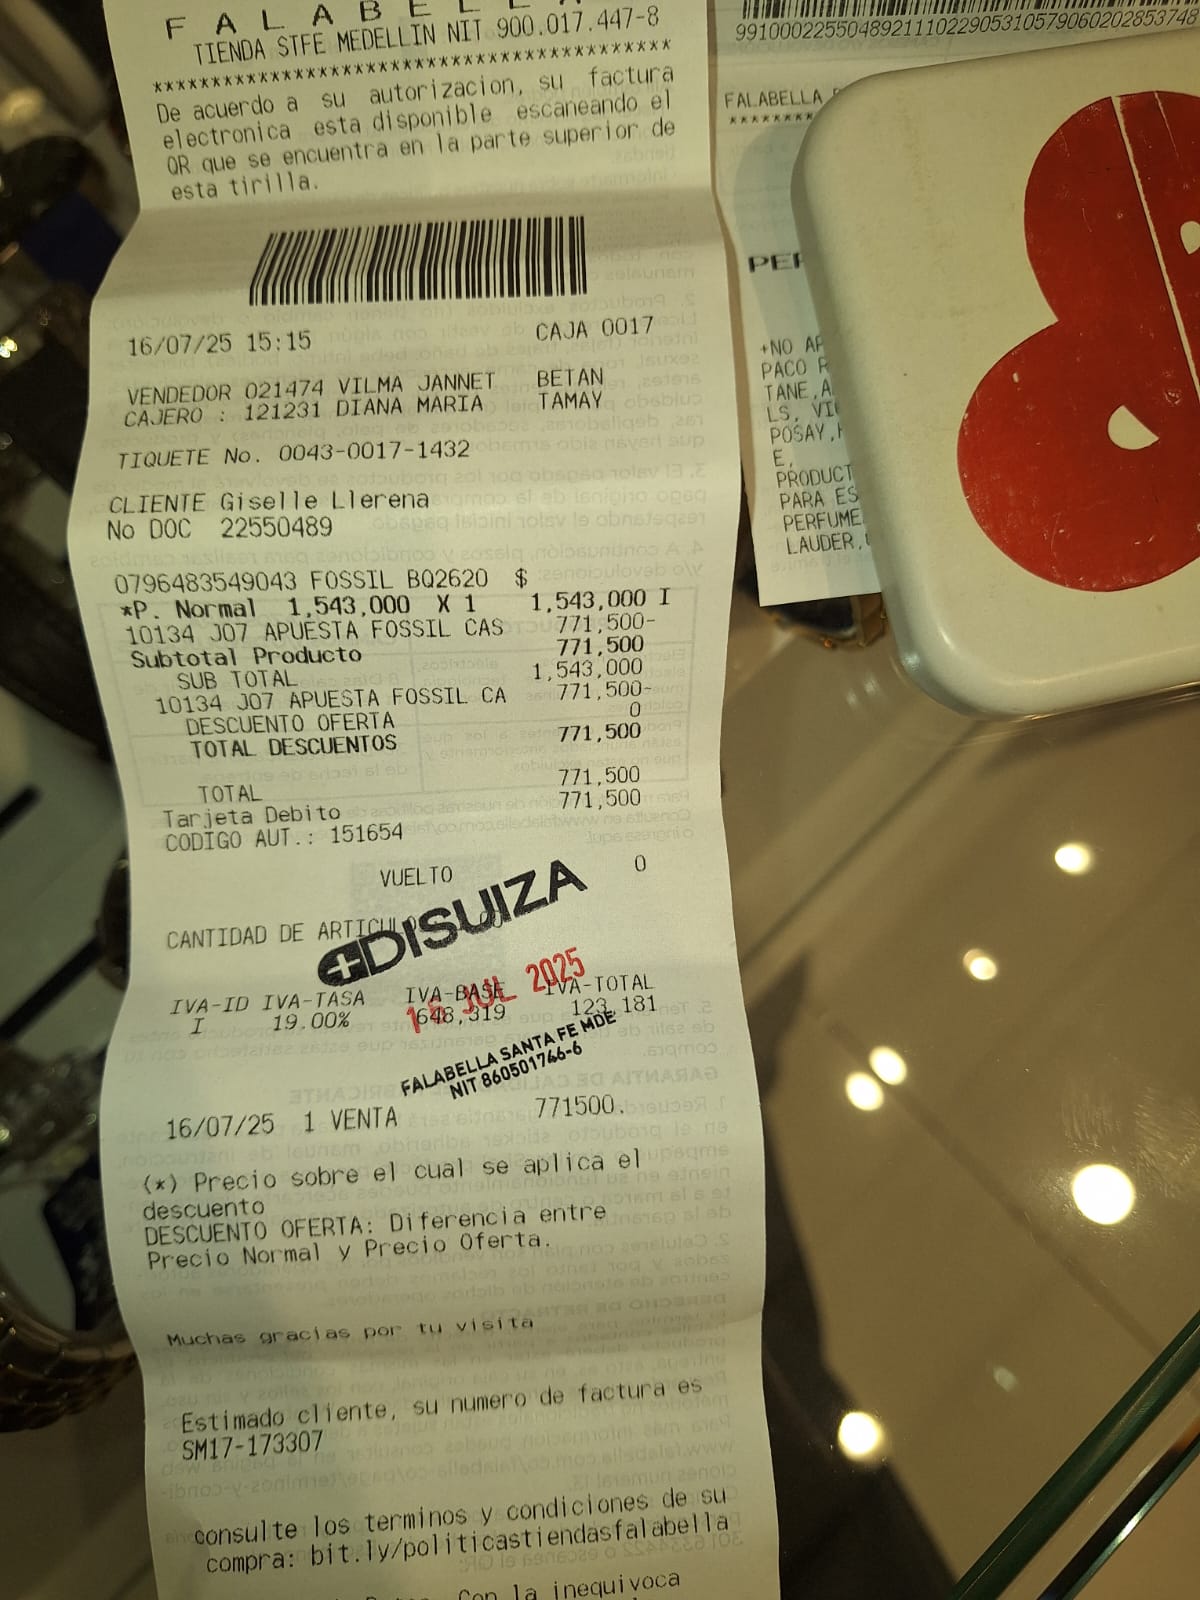 FALABELLA
TIENDA STFE MEDELLIN NIT 900.017.447-8
****************************************
De acuerdo a su autorizacion, su factura
electronica esta disponible escaneando el
QR que se encuentra en la parte superior de
esta tirilla.
16/07/25 15:15 CAJA 0017
VENDEDOR 021474 VILMA JANNET BETAN
CAJERO : 121231 DIANA MARIA TAMAY
TIQUETE No. 0043-0017-1432
CLIENTE Giselle Llerena
No DOC 22550489
0796483549043 FOSSIL BQ2620 $
*P. Normal 1,543,000 X 1 1,543,000 I
10134 J07 APUESTA FOSSIL CAS 771,500-
Subtotal Producto 771,500
SUB TOTAL 1,543,000
10134 J07 APUESTA FOSSIL CA 771,500-
DESCUENTO OFERTA 0
TOTAL DESCUENTOS 771,500
TOTAL 771,500
Tarjeta Debito 771,500
CODIGO AUT.: 151654
VUELTO 0
CANTIDAD DE ARTICULO
+DISUIZA
16 JUL 2025
IVA-ID IVA-TASA IVA-BASE IVA-TOTAL
I 19.00% 648,319 123,181
FALABELLA SANTA FE MDE
NIT 860501766-6
16/07/25 1 VENTA 771500.
(*) Precio sobre el cual se aplica el
descuento
DESCUENTO OFERTA: Diferencia entre
Precio Normal y Precio Oferta.
Muchas gracias por tu visita
Estimado cliente, su numero de factura es
SM17-173307
consulte los terminos y condiciones de su
compra: bit.ly/politicastiendasfalabella
Con la inequivoca
991000225504892111022905310579060202853748
FALABELLA
********
PER
+NO AP
PACO R
TANE,A
LS, VI
POSAY,
E,
PRODUCT
PARA ES
PERFUME
LAUDER,